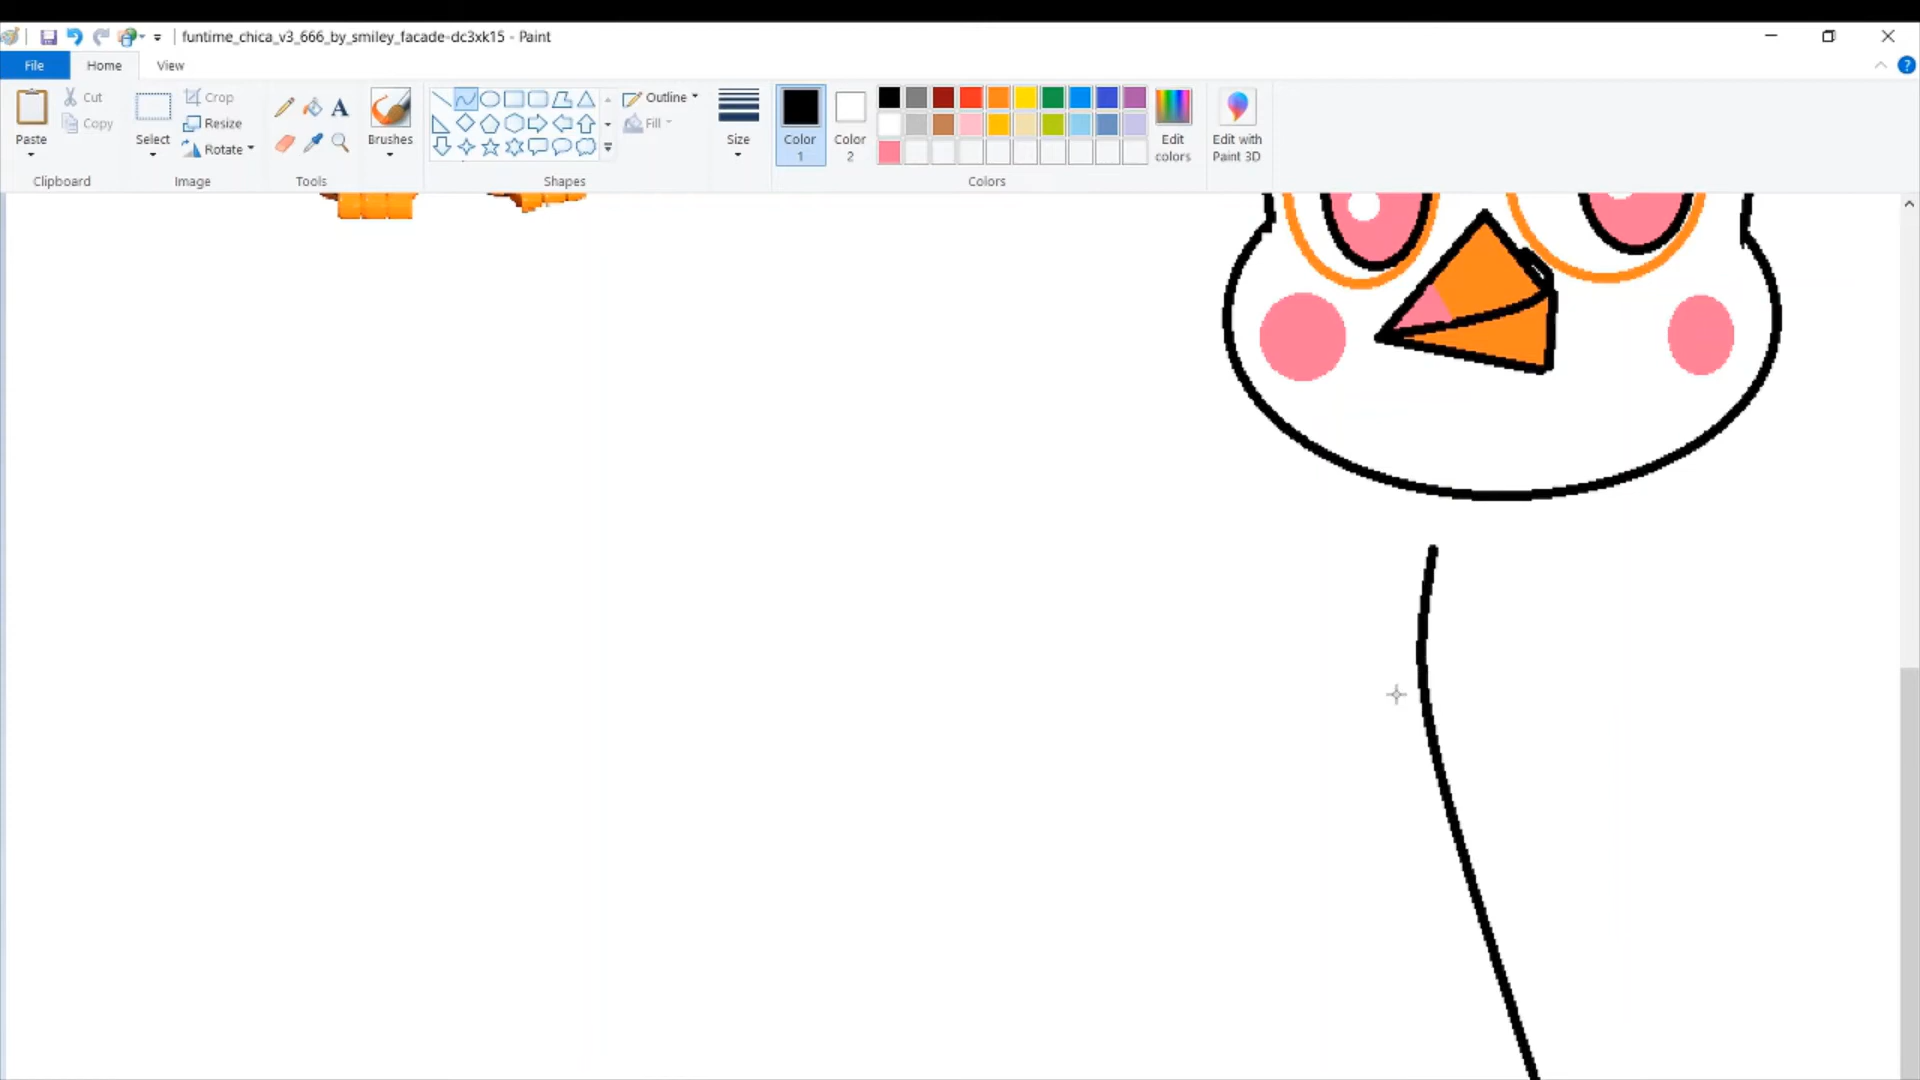 funtime_chica_v3_666_by_smiley_facade-dc3xk15 - Paint
File Home View
Paste
Cut
Copy
Clipboard
Select
Crop
Resize
Rotate
Image
A
Tools
Brushes
Outline
Fill
Shapes
Size
Color 1
Color 2
Edit colors
Colors
Edit with Paint 3D
?